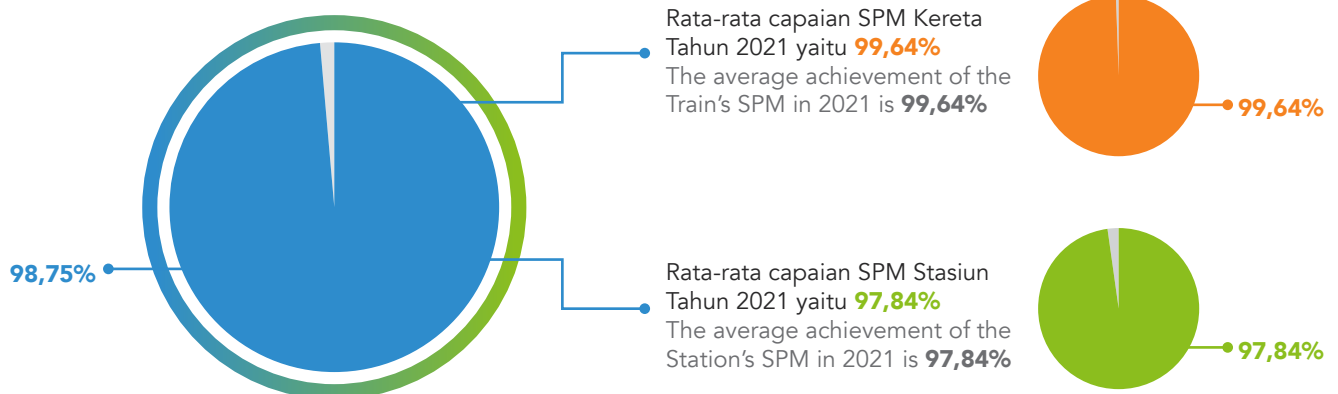 98,75%
Rata-rata capaian SPM Kereta
Tahun 2021 yaitu 99,64%
The average achievement of the
Train's SPM in 2021 is 99,64%
99,64%
Rata-rata capaian SPM Stasiun
Tahun 2021 yaitu 97,84%
The average achievement of the
Station's SPM in 2021 is 97,84%
97,84%